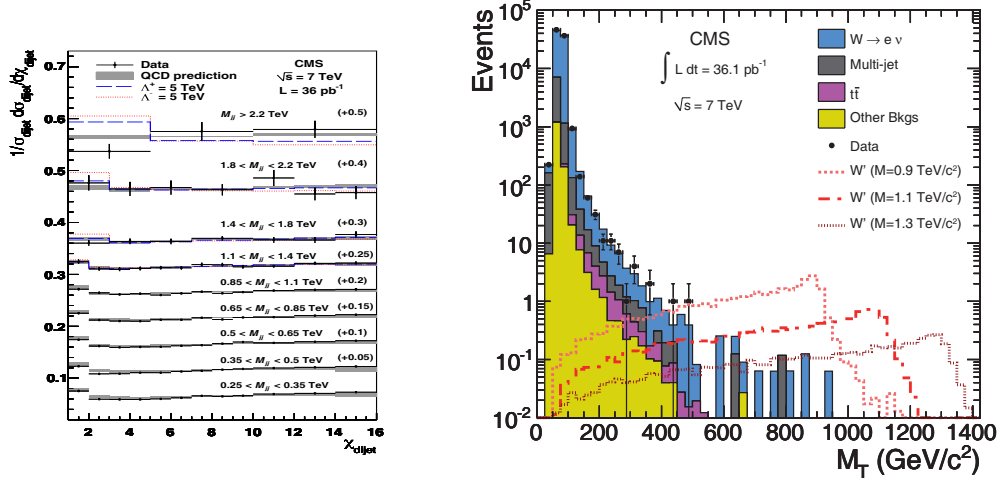 1/σdijet dσdijet/dχdijet
0.7
0.6
0.5
0.4
0.3
0.2
0.1
Data
QCD prediction
Λ⁺ = 5 TeV
Λ⁻ = 5 TeV
CMS
√s = 7 TeV
L = 36 pb⁻¹
Mjj > 2.2 TeV (+0.5)
1.8 < Mjj < 2.2 TeV (+0.4)
1.4 < Mjj < 1.8 TeV (+0.3)
1.1 < Mjj < 1.4 TeV (+0.25)
0.85 < Mjj < 1.1 TeV (+0.2)
0.65 < Mjj < 0.85 TeV (+0.15)
0.5 < Mjj < 0.65 TeV (+0.1)
0.35 < Mjj < 0.5 TeV (+0.05)
0.25 < Mjj < 0.35 TeV
2 4 6 8 10 12 14 16
χdijet
Events
10⁵
10⁴
10³
10²
10
1
10⁻¹
10⁻²
CMS
∫ L dt = 36.1 pb⁻¹
√s = 7 TeV
W → e ν
Multi-jet
tt̄
Other Bkgs
Data
W' (M=0.9 TeV/c²)
W' (M=1.1 TeV/c²)
W' (M=1.3 TeV/c²)
0 200 400 600 800 1000 1200 1400
MT (GeV/c²)